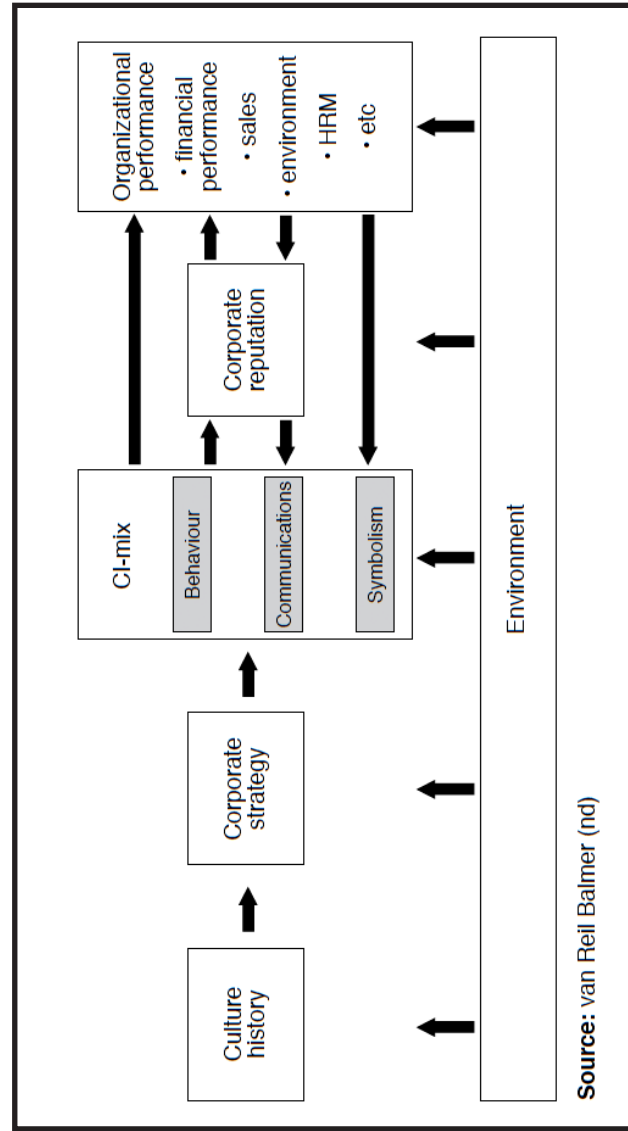 Culture
history
Corporate
strategy
CI-mix
Behaviour
Communications
Symbolism
Corporate
reputation
Organizational
performance
• financial
performance
• sales
• environment
• HRM
• etc
Environment
Source: van Reil Balmer (nd)